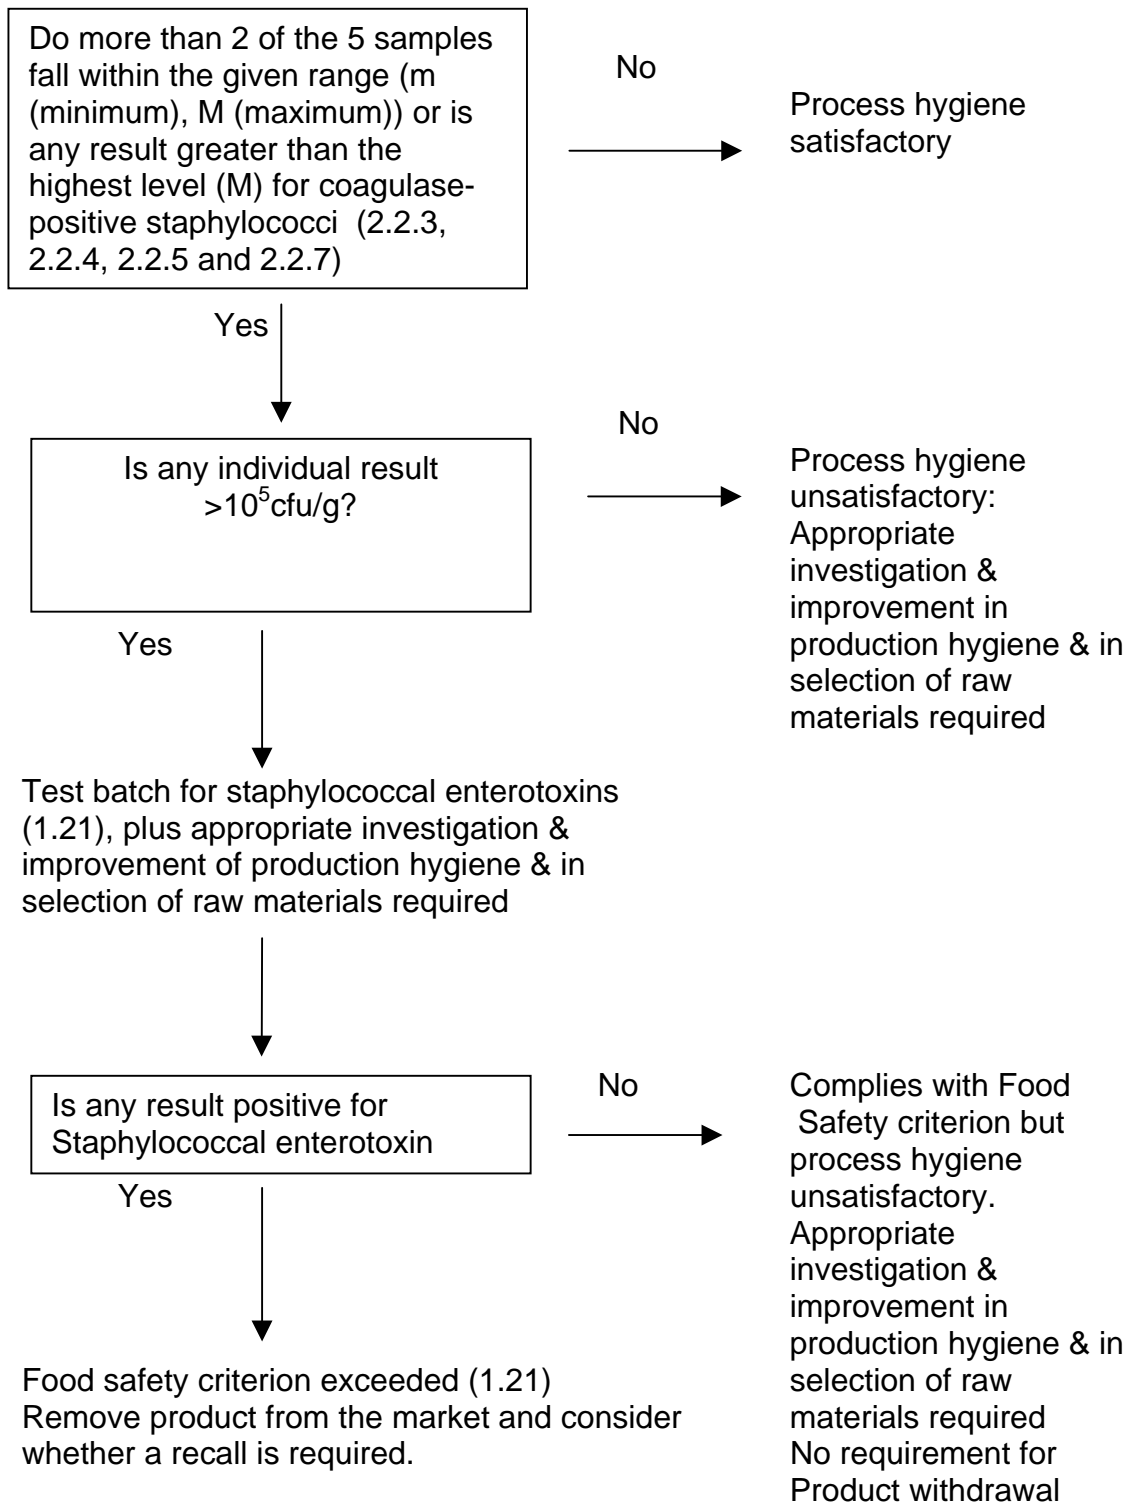 Do more than 2 of the 5 samples
fall within the given range (m
(minimum), M (maximum)) or is
any result greater than the
highest level (M) for coagulase-
positive staphylococci  (2.2.3,
2.2.4, 2.2.5 and 2.2.7)
No
Process hygiene
satisfactory
Yes
Is any individual result
>10⁵cfu/g?
No
Process hygiene
unsatisfactory:
Appropriate
investigation &
improvement in
production hygiene & in
selection of raw
materials required
Yes
Test batch for staphylococcal enterotoxins
(1.21), plus appropriate investigation &
improvement of production hygiene & in
selection of raw materials required
Is any result positive for
Staphylococcal enterotoxin
No
Complies with Food
Safety criterion but
process hygiene
unsatisfactory.
Appropriate
investigation &
improvement in
production hygiene & in
selection of raw
materials required
No requirement for
Product withdrawal
Yes
Food safety criterion exceeded (1.21)
Remove product from the market and consider
whether a recall is required.